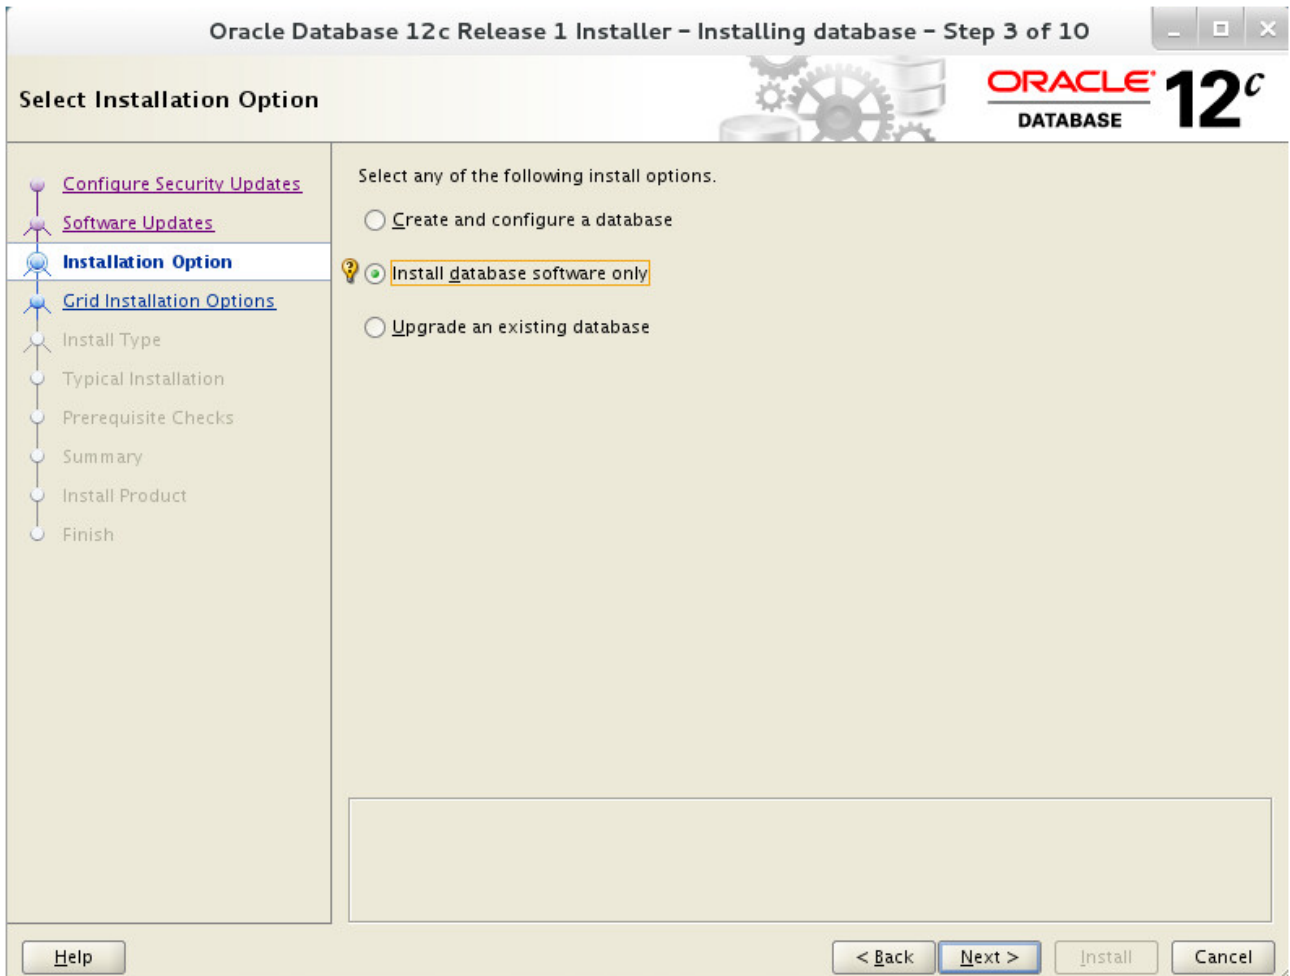 Oracle Database 12c Release 1 Installer - Installing database - Step 3 of 10
Select Installation Option
ORACLE
DATABASE
12c
Configure Security Updates
Software Updates
Installation Option
Grid Installation Options
Install Type
Typical Installation
Prerequisite Checks
Summary
Install Product
Finish
Select any of the following install options.
Create and configure a database
Install database software only
Upgrade an existing database
Help
< Back
Next >
Install
Cancel